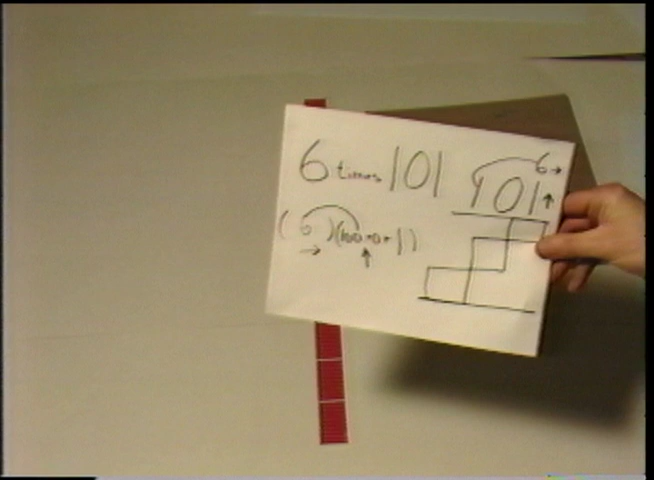 6 times 101
( 6 )(100+0+1)
→ ↑
6→
101↑